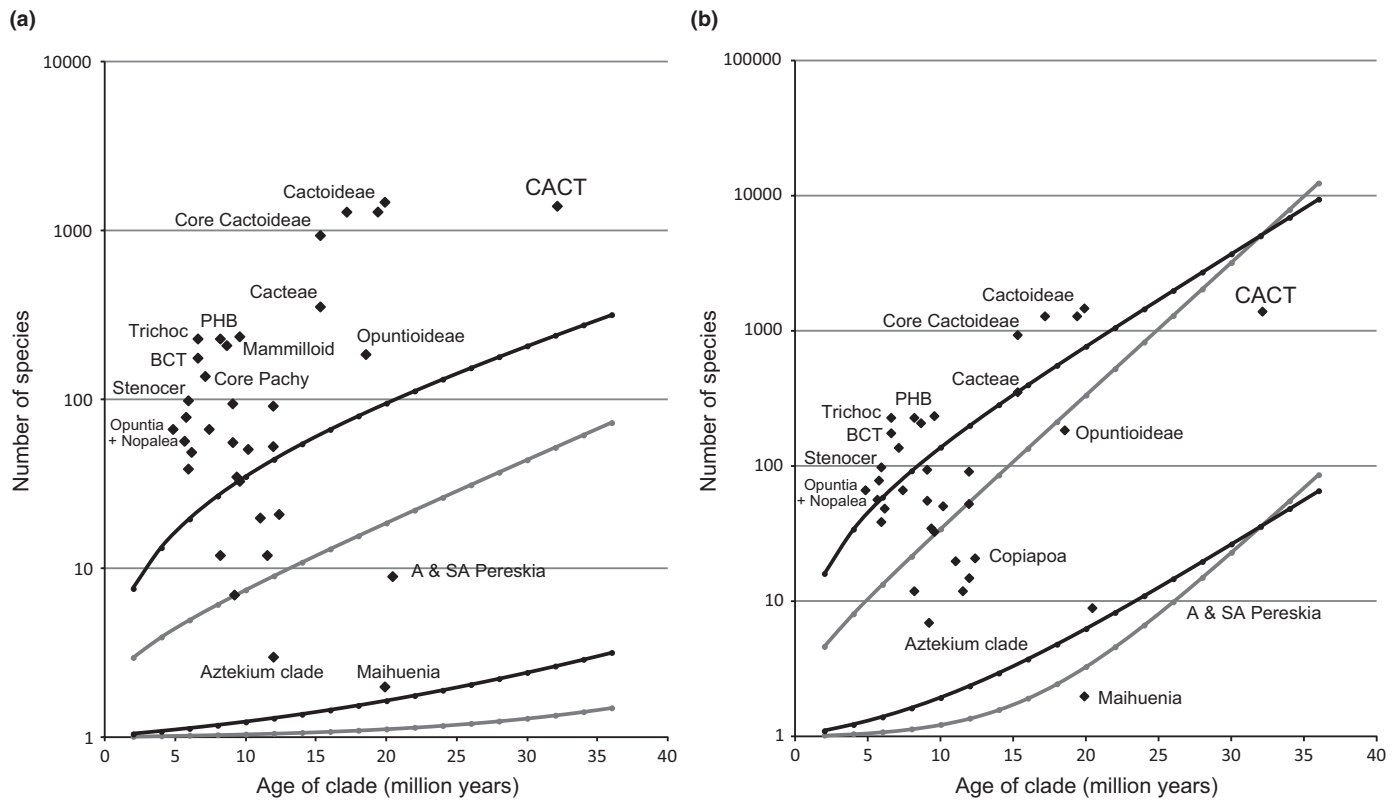 (a)
10000
1000
100
10
1
0
5
10
15
20
25
30
35
40
Number of species
Age of clade (million years)
Cactoideae
CACT
Core Cactoideae
Cacteae
PHB
Trichoc
Mammilloid
Opuntioideae
BCT
Core Pachy
Stenocer
Opuntia
+ Nopalea
A & SA Pereskia
Aztekium clade
Maihuenia
(b)
100000
10000
1000
100
10
1
0
5
10
15
20
25
30
35
40
Number of species
Age of clade (million years)
Cactoideae
CACT
Core Cactoideae
Cacteae
PHB
Trichoc
BCT
Opuntioideae
Stenocer
Opuntia
+ Nopalea
Copiapoa
A & SA Pereskia
Aztekium clade
Maihuenia